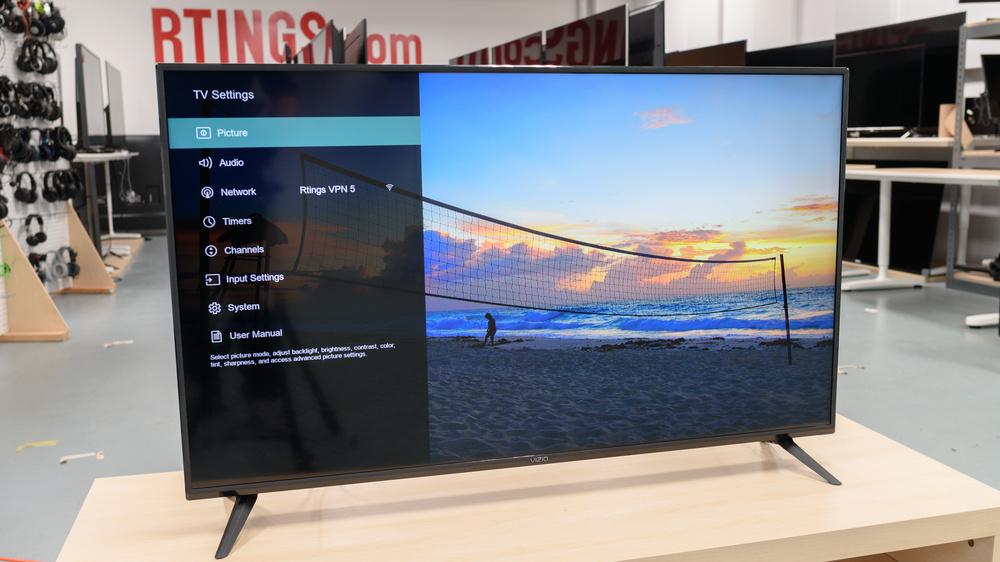 RTINGS.com
TV Settings
Picture
Audio
Network Rtings VPN 5
Timers
Channels
Input Settings
System
User Manual
Select picture mode, adjust backlight, brightness, contrast, color,
tint, sharpness, and access advanced picture settings.
VIZIO